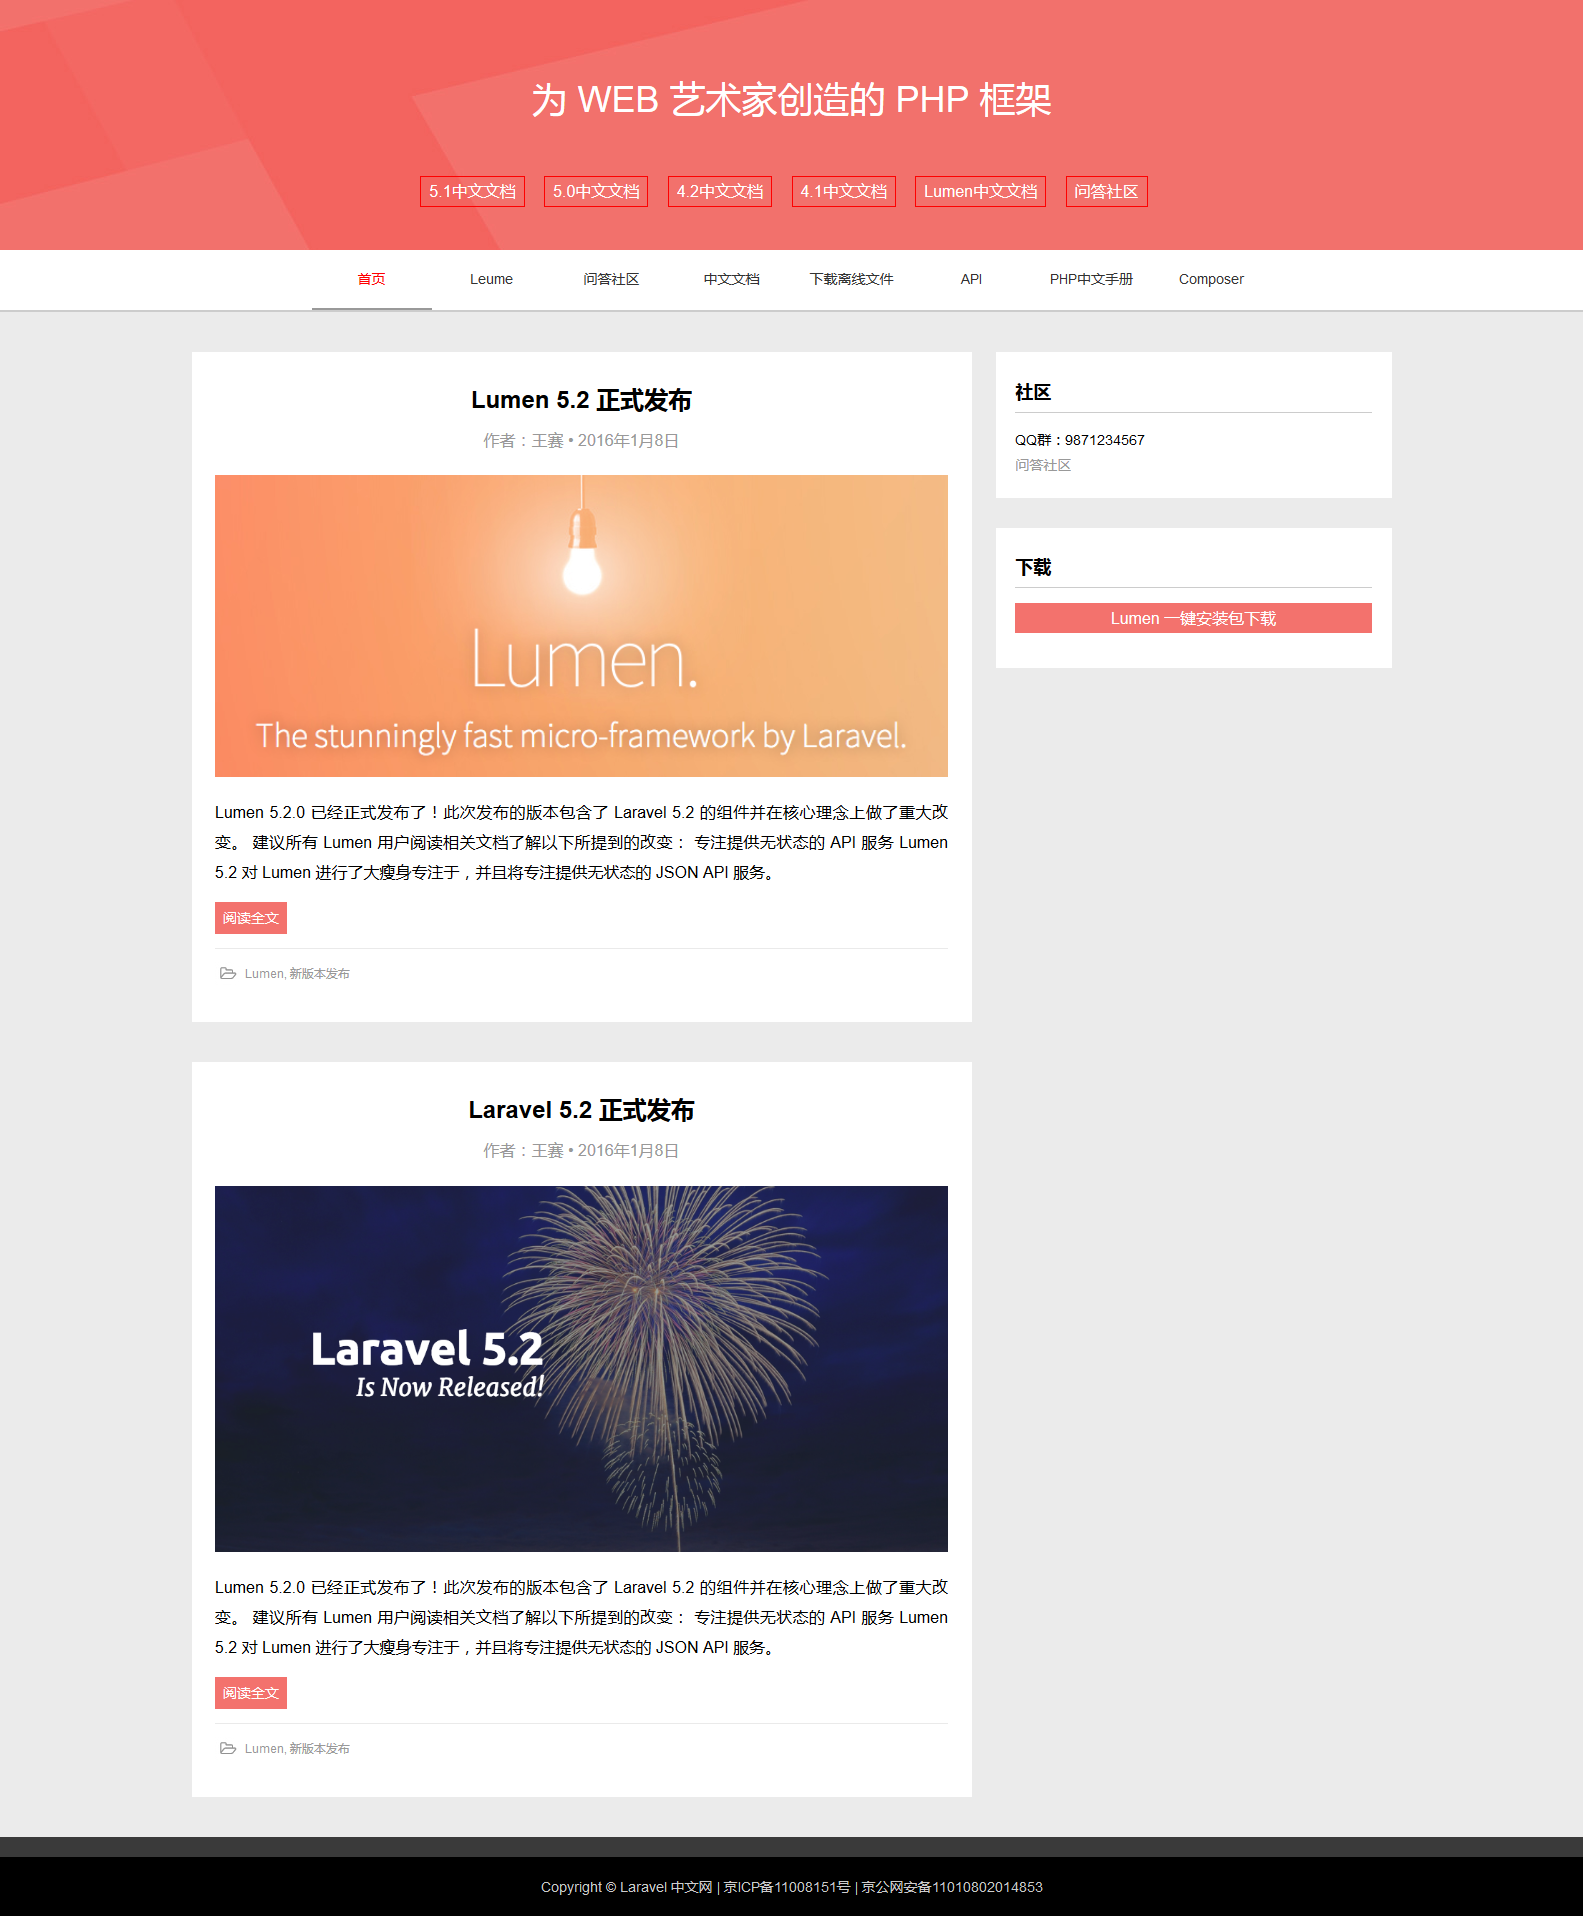 为 WEB 艺术家创造的 PHP 框架
5.1中文文档 5.0中文文档 4.2中文文档 4.1中文文档 Lumen中文文档 问答社区
首页 Leume 问答社区 中文文档 下载离线文件 API PHP中文手册 Composer
Lumen 5.2 正式发布
作者：王赛 • 2016年1月8日
Lumen.
The stunningly fast micro-framework by Laravel.
Lumen 5.2.0 已经正式发布了！此次发布的版本包含了 Laravel 5.2 的组件并在核心理念上做了重大改
变。 建议所有 Lumen 用户阅读相关文档了解以下所提到的改变： 专注提供无状态的 API 服务 Lumen
5.2 对 Lumen 进行了大瘦身专注于，并且将专注提供无状态的 JSON API 服务。
阅读全文
Lumen, 新版本发布
社区
QQ群：9871234567
问答社区
下载
Lumen 一键安装包下载
Laravel 5.2 正式发布
作者：王赛 • 2016年1月8日
Laravel 5.2
Is Now Released!
Lumen 5.2.0 已经正式发布了！此次发布的版本包含了 Laravel 5.2 的组件并在核心理念上做了重大改
变。 建议所有 Lumen 用户阅读相关文档了解以下所提到的改变： 专注提供无状态的 API 服务 Lumen
5.2 对 Lumen 进行了大瘦身专注于，并且将专注提供无状态的 JSON API 服务。
阅读全文
Lumen, 新版本发布
Copyright © Laravel 中文网 | 京ICP备11008151号 | 京公网安备11010802014853